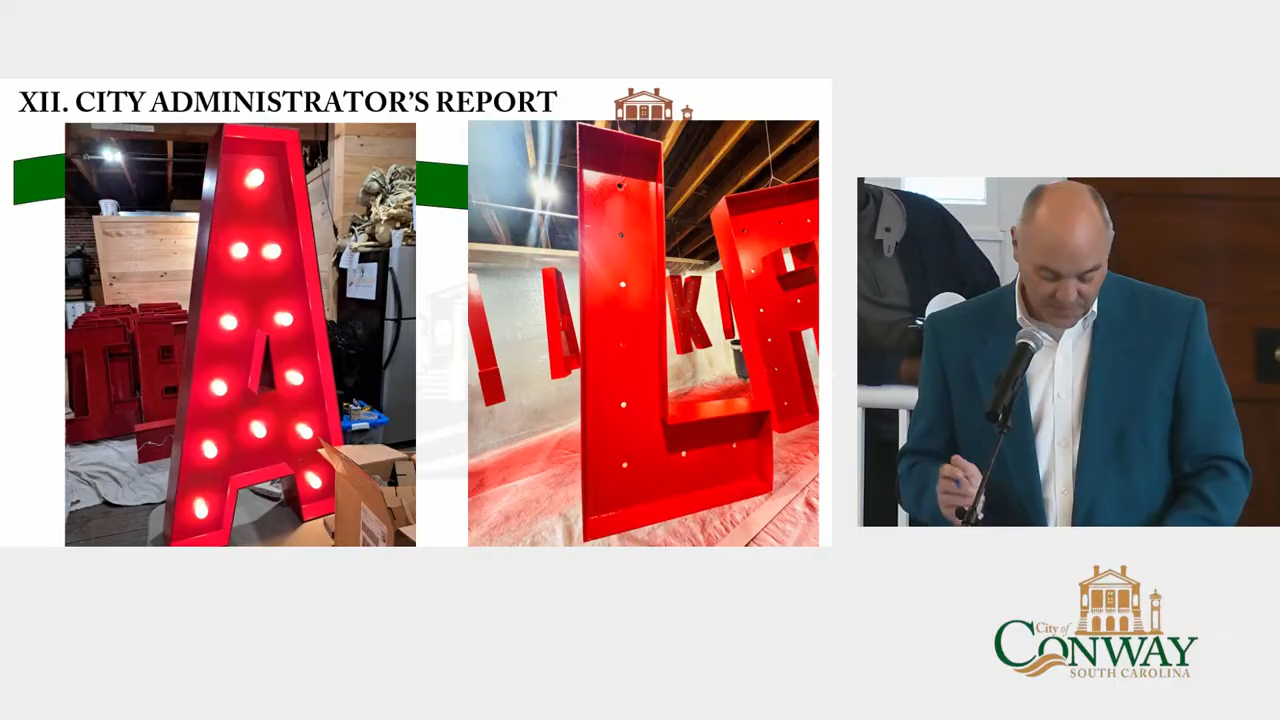 XII. CITY ADMINISTRATOR'S REPORT
A
L
A
K
City of
CONWAY
SOUTH CAROLINA